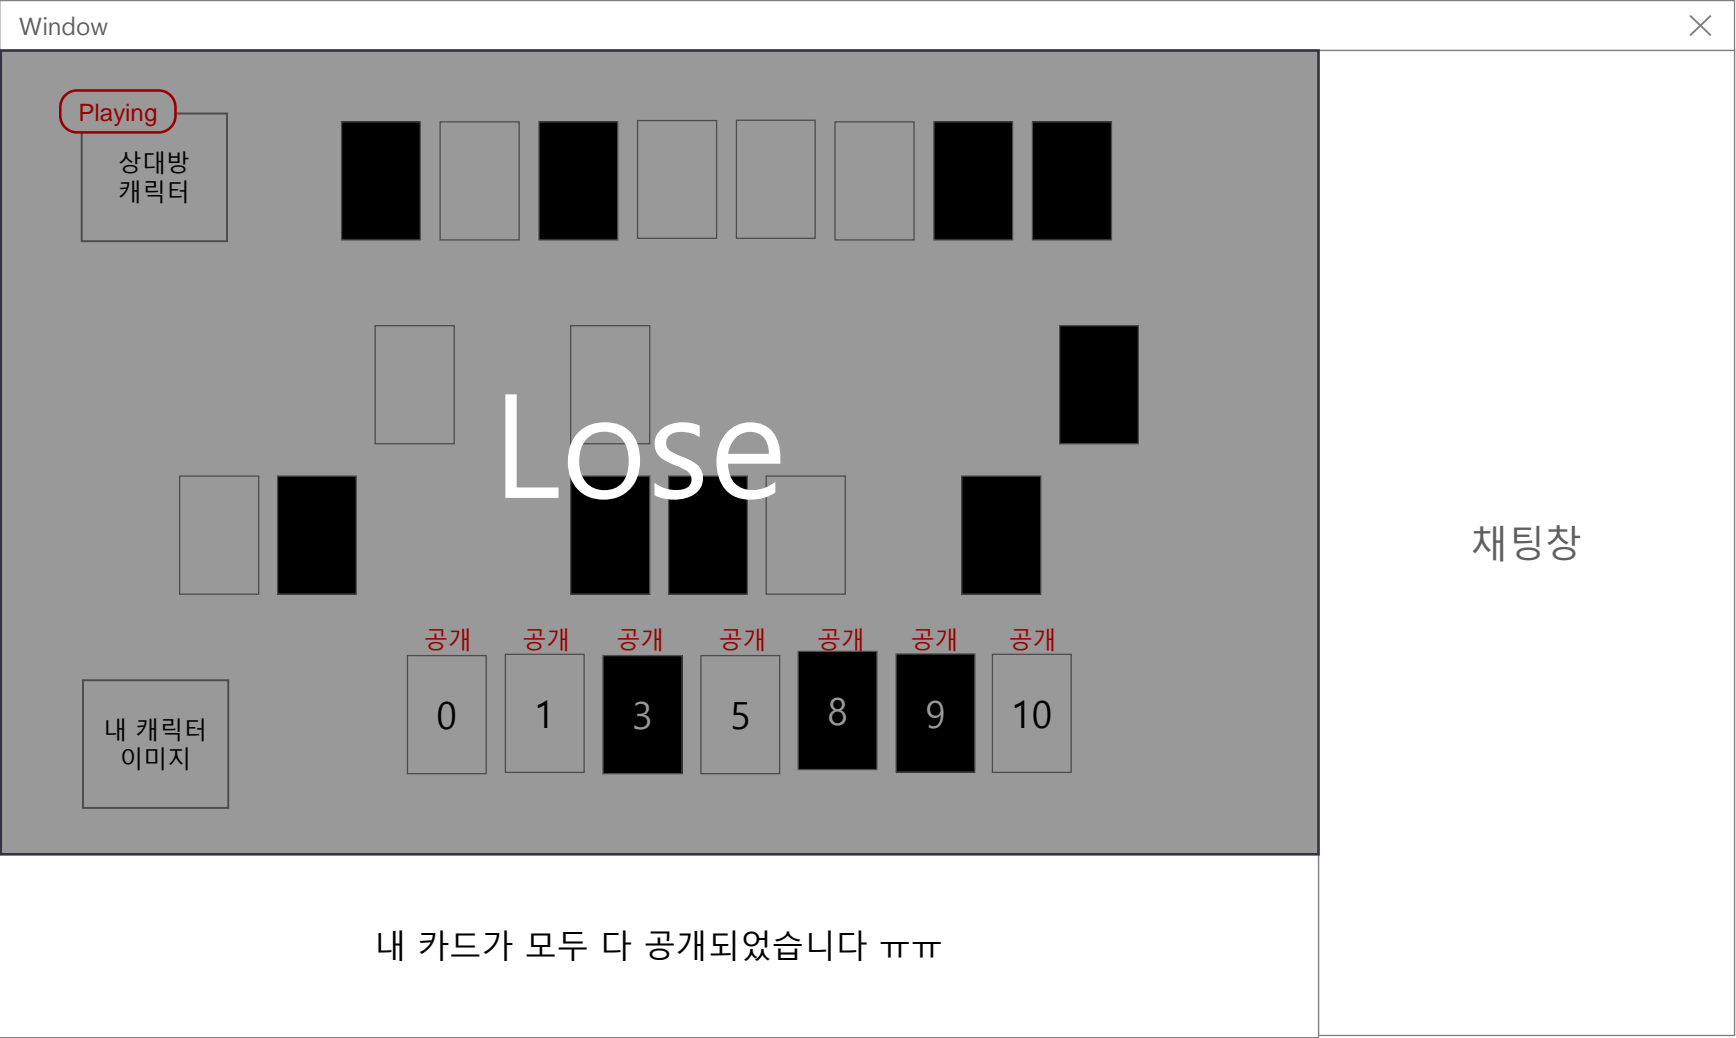 Window
Playing
상대방
캐릭터
Lose
채팅창
공개 공개 공개 공개 공개 공개 공개
0 1 3 5 8 9 10
내 캐릭터
이미지
내 카드가 모두 다 공개되었습니다 ㅠㅠ